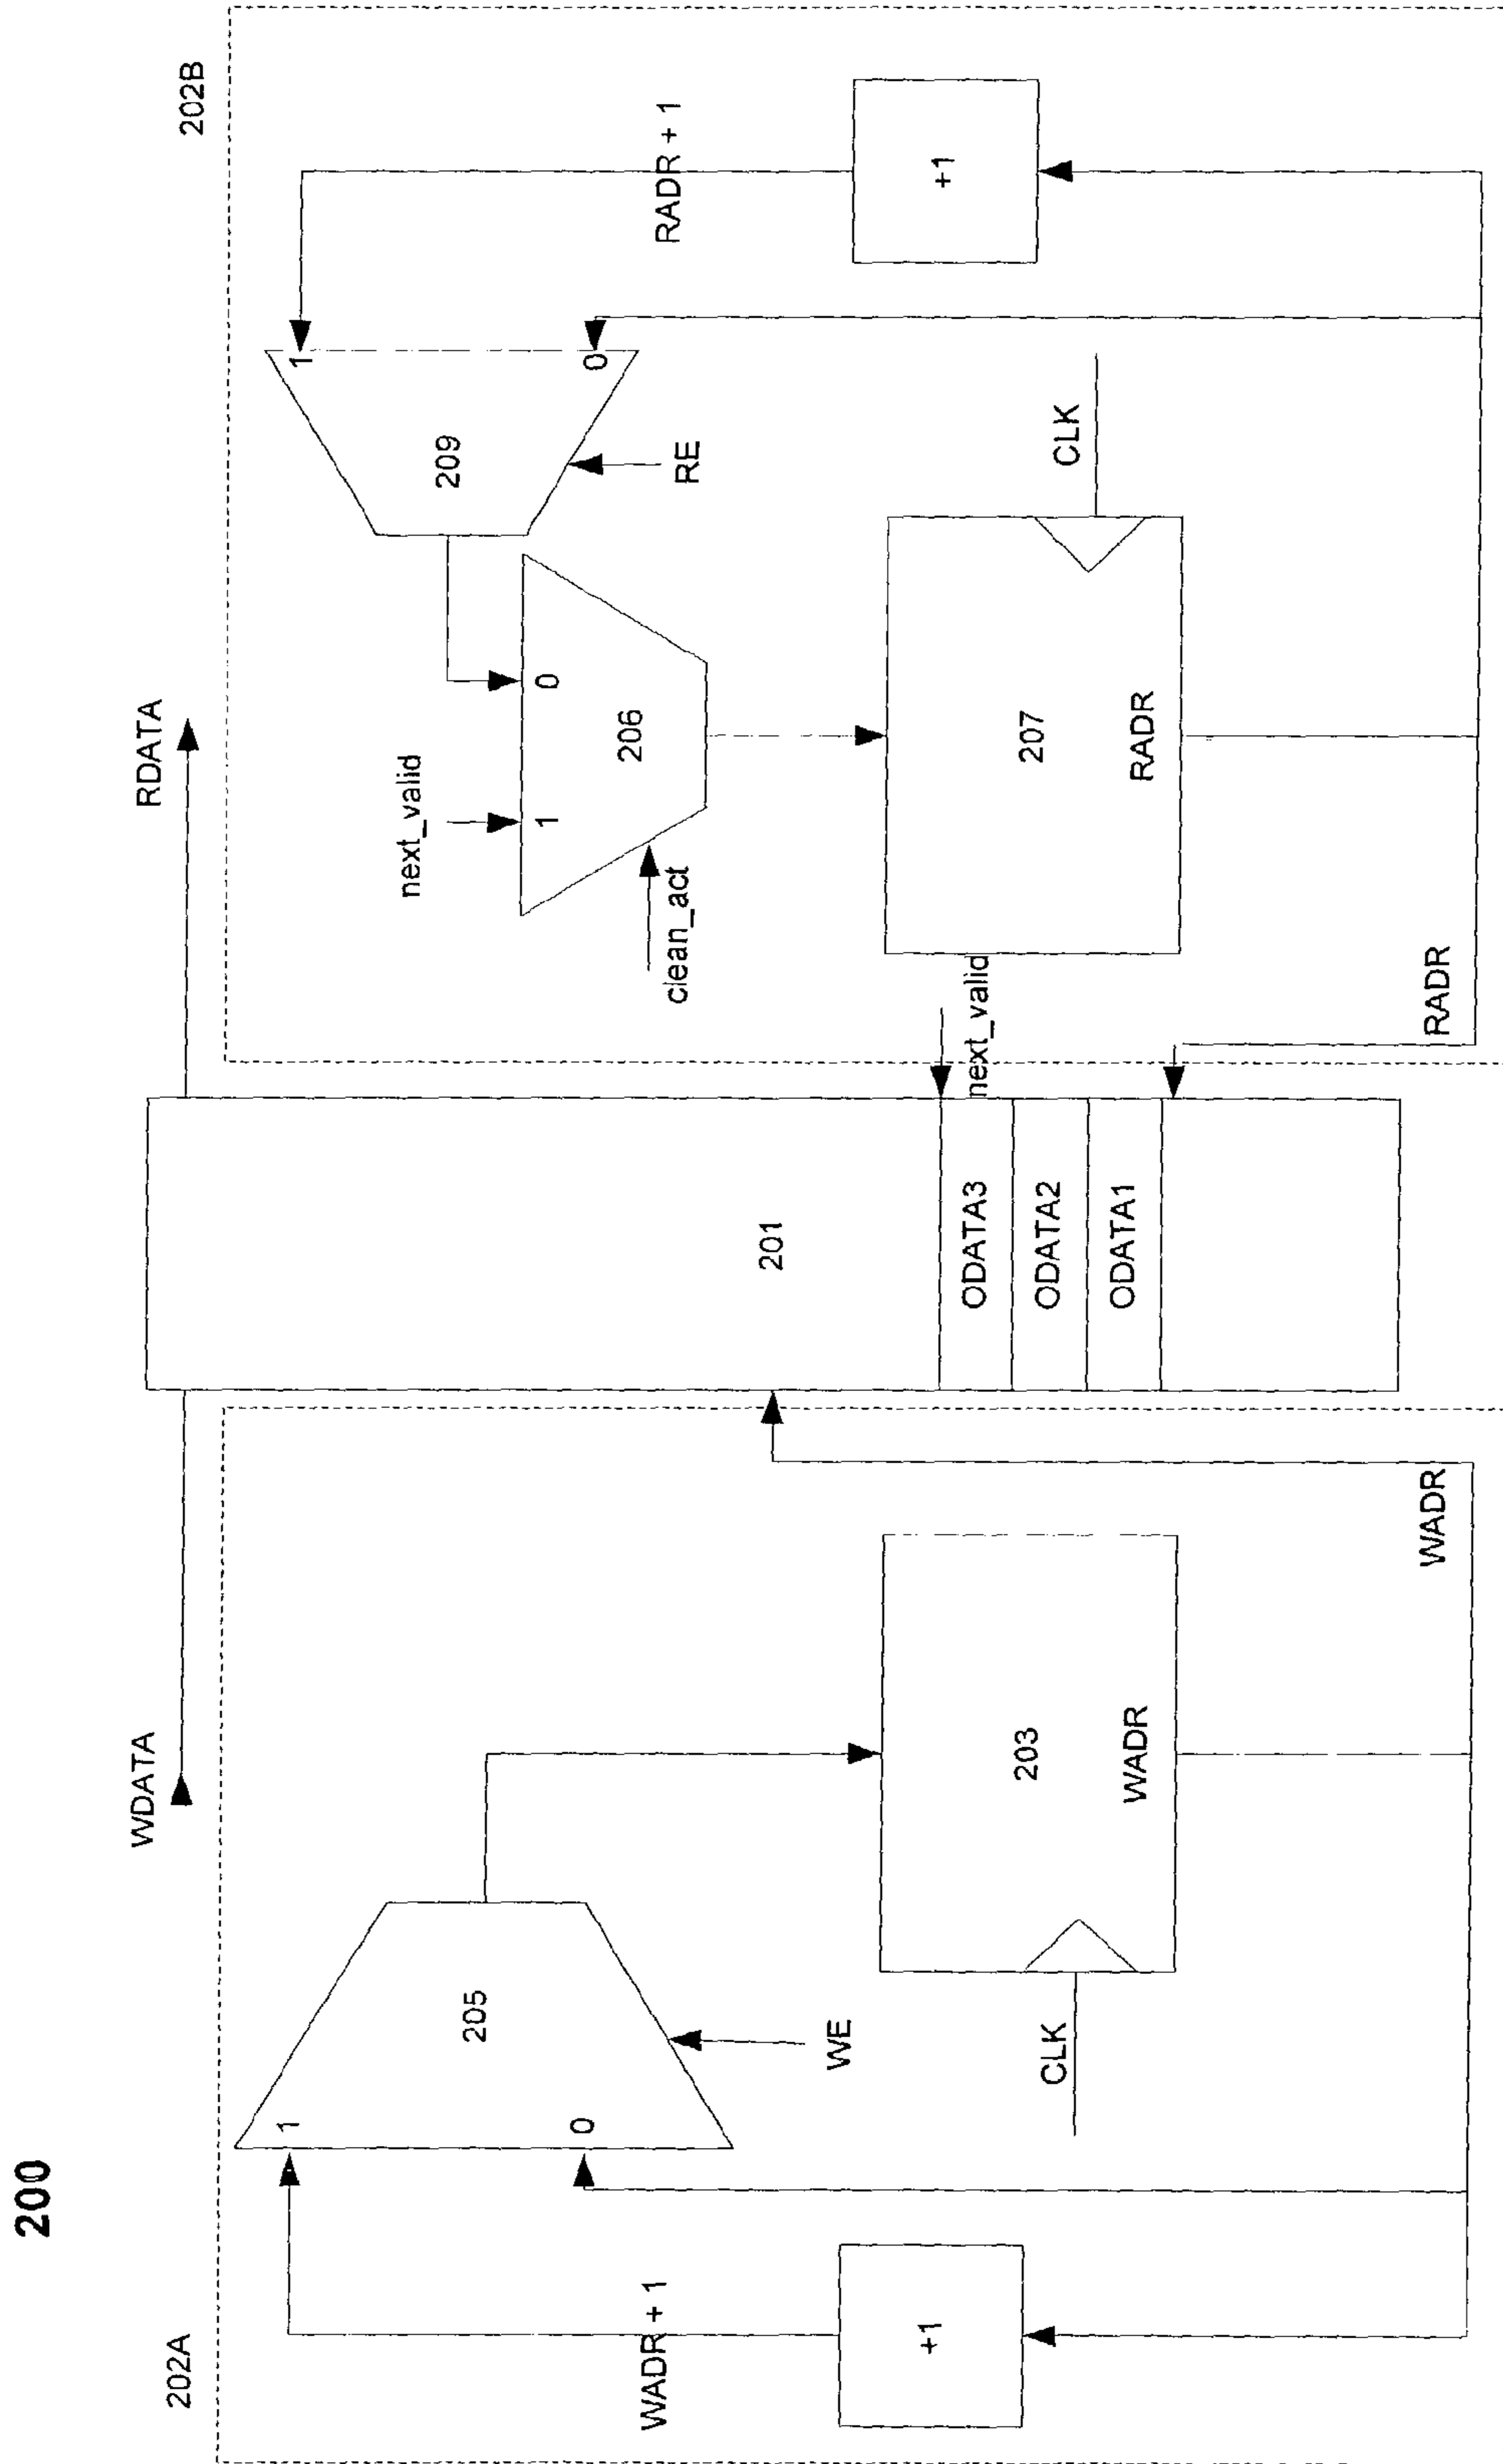 200
202A
WADR + 1
+1
1
0
205
WE
CLK
203
WADR
WADR
WDATA
201
ODATA3
ODATA2
ODATA1
RDATA
202B
next_valid
1
0
206
clean_act
next_valid
207
RADR
RADR
CLK
1
0
209
RE
RADR + 1
+1